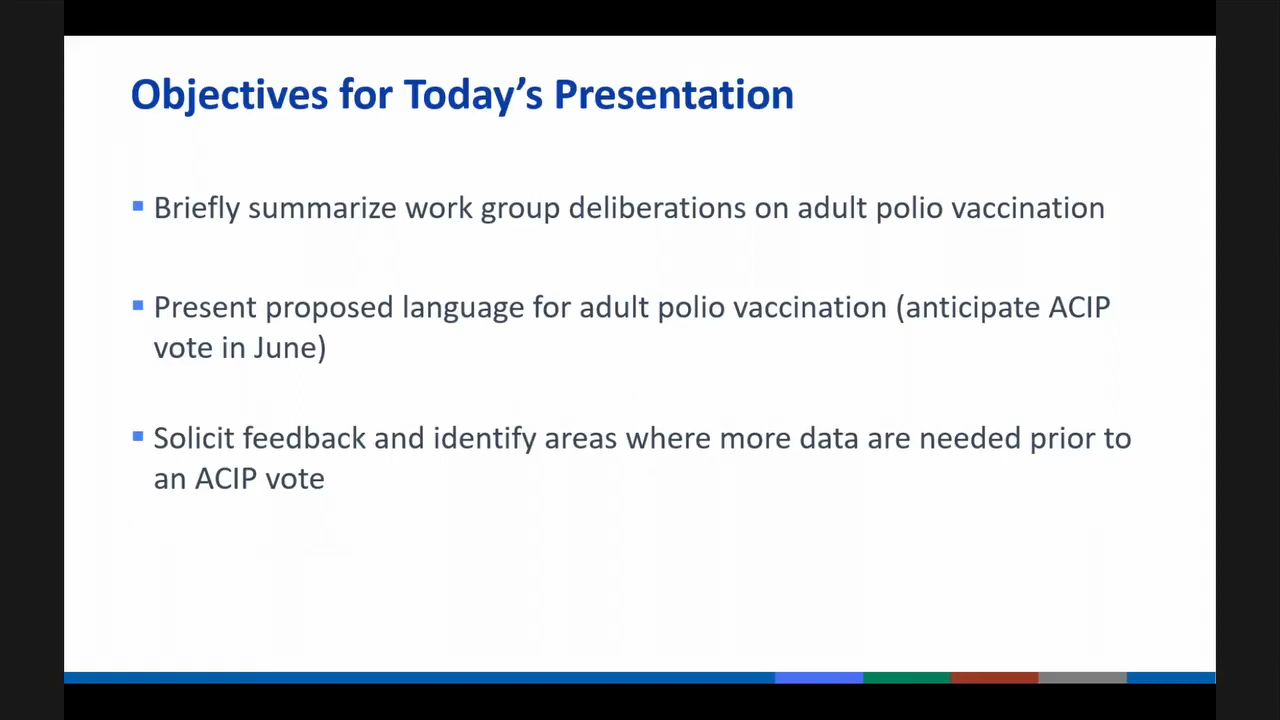 Objectives for Today's Presentation
Briefly summarize work group deliberations on adult polio vaccination
Present proposed language for adult polio vaccination (anticipate ACIP
vote in June)
Solicit feedback and identify areas where more data are needed prior to
an ACIP vote